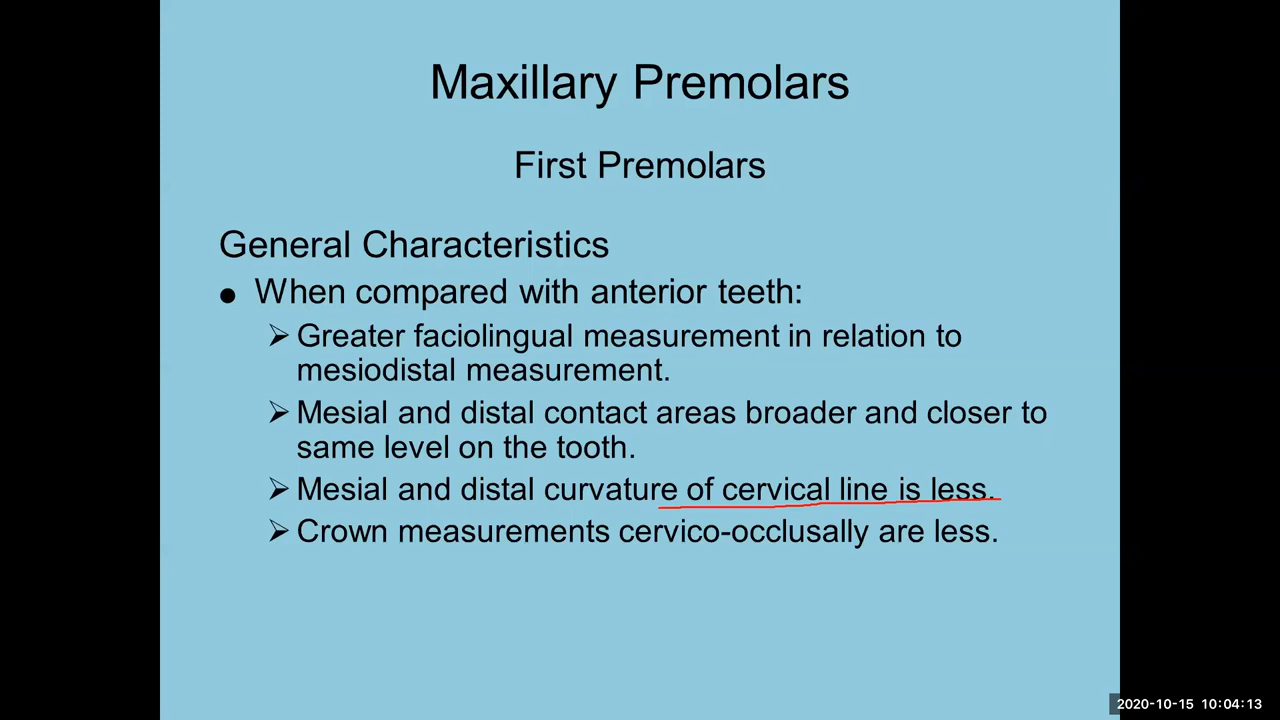 Maxillary Premolars
First Premolars
General Characteristics
● When compared with anterior teeth:
➢ Greater faciolingual measurement in relation to
mesiodistal measurement.
➢ Mesial and distal contact areas broader and closer to
same level on the tooth.
➢ Mesial and distal curvature of cervical line is less.
➢ Crown measurements cervico-occlusally are less.
2020-10-15 10:04:13